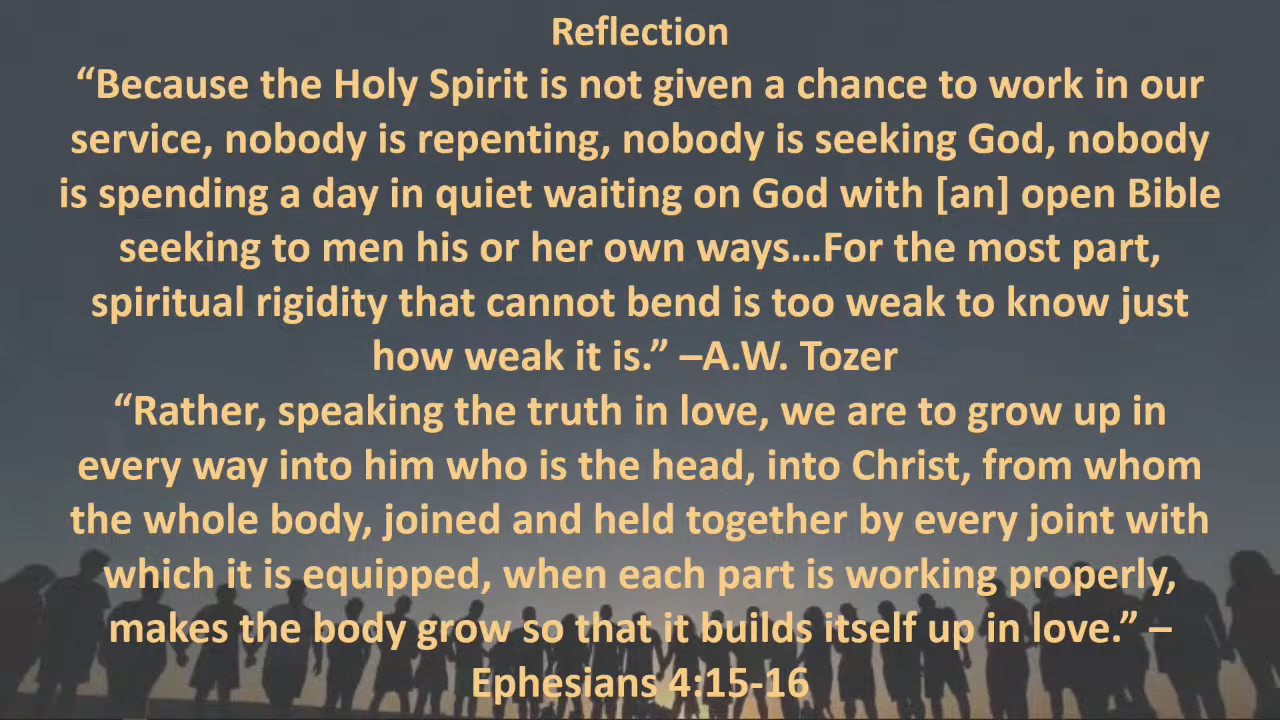 Reflection
“Because the Holy Spirit is not given a chance to work in our
service, nobody is repenting, nobody is seeking God, nobody
is spending a day in quiet waiting on God with [an] open Bible
seeking to men his or her own ways...For the most part,
spiritual rigidity that cannot bend is too weak to know just
how weak it is.” –A.W. Tozer
“Rather, speaking the truth in love, we are to grow up in
every way into him who is the head, into Christ, from whom
the whole body, joined and held together by every joint with
which it is equipped, when each part is working properly,
makes the body grow so that it builds itself up in love.” –
Ephesians 4:15-16